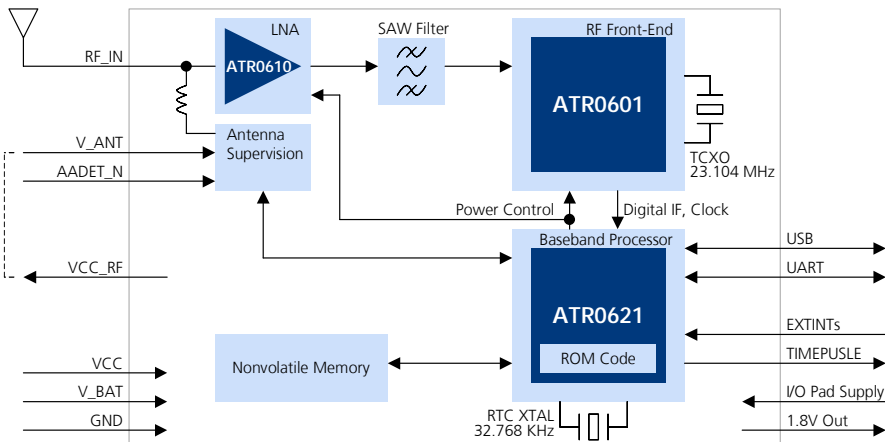 LNA
SAW Filter
RF Front-End
RF_IN
ATR0610
ATR0601
V_ANT
Antenna
Supervision
AADET_N
TCXO
23.104 MHz
Power Control
Digital IF, Clock
Baseband Processor
USB
VCC_RF
UART
ATR0621
EXTINTs
ROM Code
TIMEPUSLE
VCC
Nonvolatile Memory
V_BAT
I/O Pad Supply
GND
RTC XTAL
32.768 KHz
1.8V Out